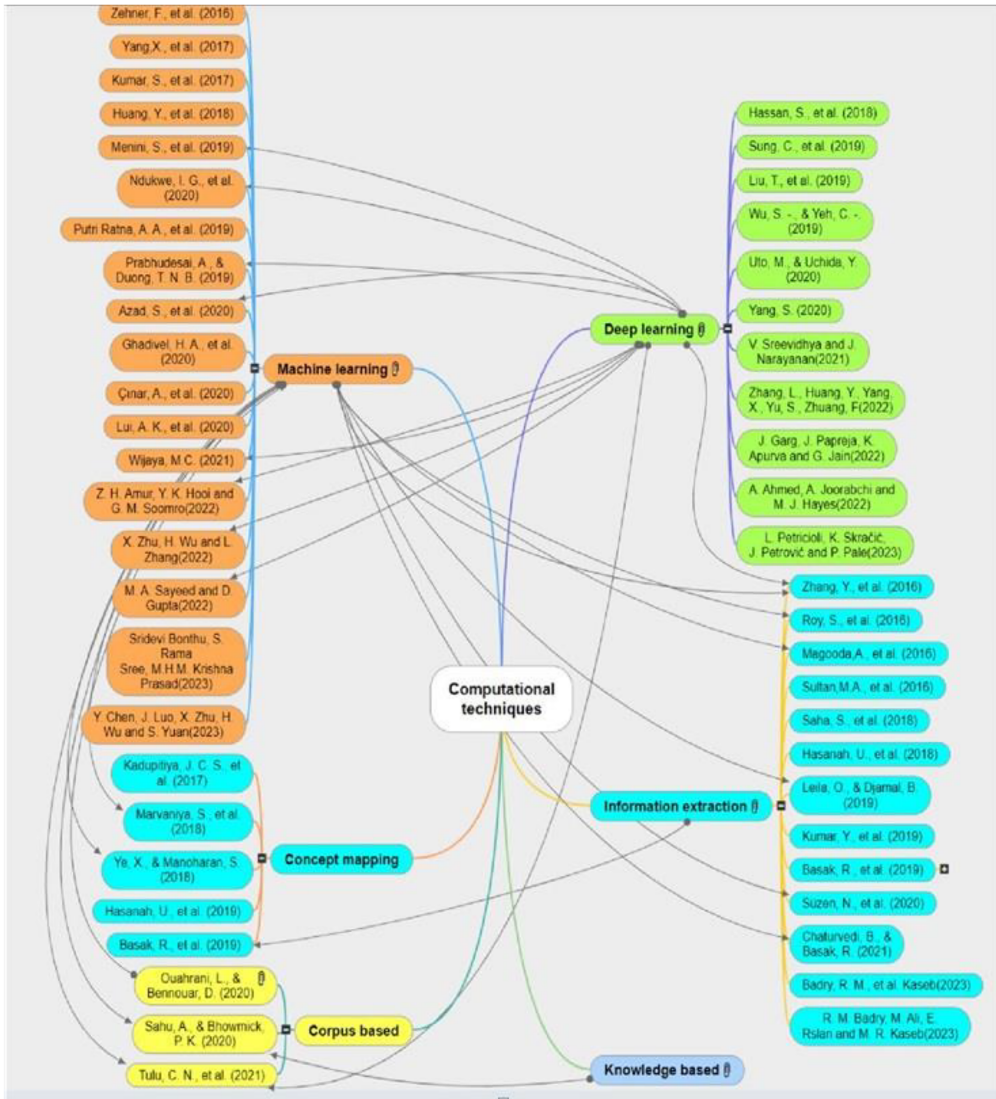 Zehner, F., et al. (2016)
Yang,X., et al. (2017)
Kumar, S., et al. (2017)
Huang, Y., et al. (2018)
Menini, S., et al. (2019)
Ndukwe, I. G., et al.
(2020)
Putri Ratna, A. A., et al. (2019)
Prabhudesai, A., &
Duong, T. N. B. (2019)
Azad, S., et al. (2020)
Ghadivel, H. A., et al.
(2020)
Machine learning
Çınar, A., et al. (2020)
Lui, A. K., et al. (2020)
Wijaya, M.C. (2021)
Z. H. Amur, Y. K. Hooi and
G. M. Soomro(2022)
X. Zhu, H. Wu and L.
Zhang(2022)
M. A. Sayeed and D.
Gupta(2022)
Sridevi Bonthu, S.
Rama
Sree, M.H.M. Krishna
Prasad(2023)
Y. Chen, J. Luo, X. Zhu, H.
Wu and S. Yuan(2023)
Kadupitiya, J. C. S., et
al. (2017)
Marvaniya, S., et al.
(2018)
Ye, X., & Manoharan, S.
(2018)
Concept mapping
Hasanah, U., et al. (2019)
Basak, R., et al. (2019)
Ouahrani, L., &
Bennouar, D. (2020)
Sahu, A., & Bhowmick,
P. K. (2020)
Corpus based
Tulu, C. N., et al. (2021)
Computational
techniques
Hassan, S., et al. (2018)
Sung, C., et al. (2019)
Liu, T., et al. (2019)
Wu, S. -., & Yeh, C. -.
(2019)
Uto, M., & Uchida, Y.
(2020)
Yang, S. (2020)
Deep learning
V. Sreevidhya and J.
Narayanan(2021)
Zhang, L., Huang, Y., Yang,
X., Yu, S., Zhuang, F(2022)
J. Garg, J. Papreja, K.
Apurva and G. Jain(2022)
A. Ahmed, A. Joorabchi and
M. J. Hayes(2022)
L. Petricioli, K. Skračić,
J. Petrović and P. Pale(2023)
Zhang, Y., et al. (2016)
Roy, S., et al. (2016)
Magooda,A., et al. (2016)
Sultan,M.A., et al. (2016)
Saha, S., et al. (2018)
Hasanah, U., et al. (2018)
Leila, O., & Djamal, B.
(2019)
Information extraction
Kumar, Y., et al. (2019)
Basak, R., et al. (2019)
Süzen, N., et al, (2020)
Chaturvedi, B., &
Basak, R. (2021)
Badry, R. M., et al. Kaseb(2023)
R. M. Badry, M. Ali, E.
Rslan and M. R. Kaseb(2023)
Knowledge based